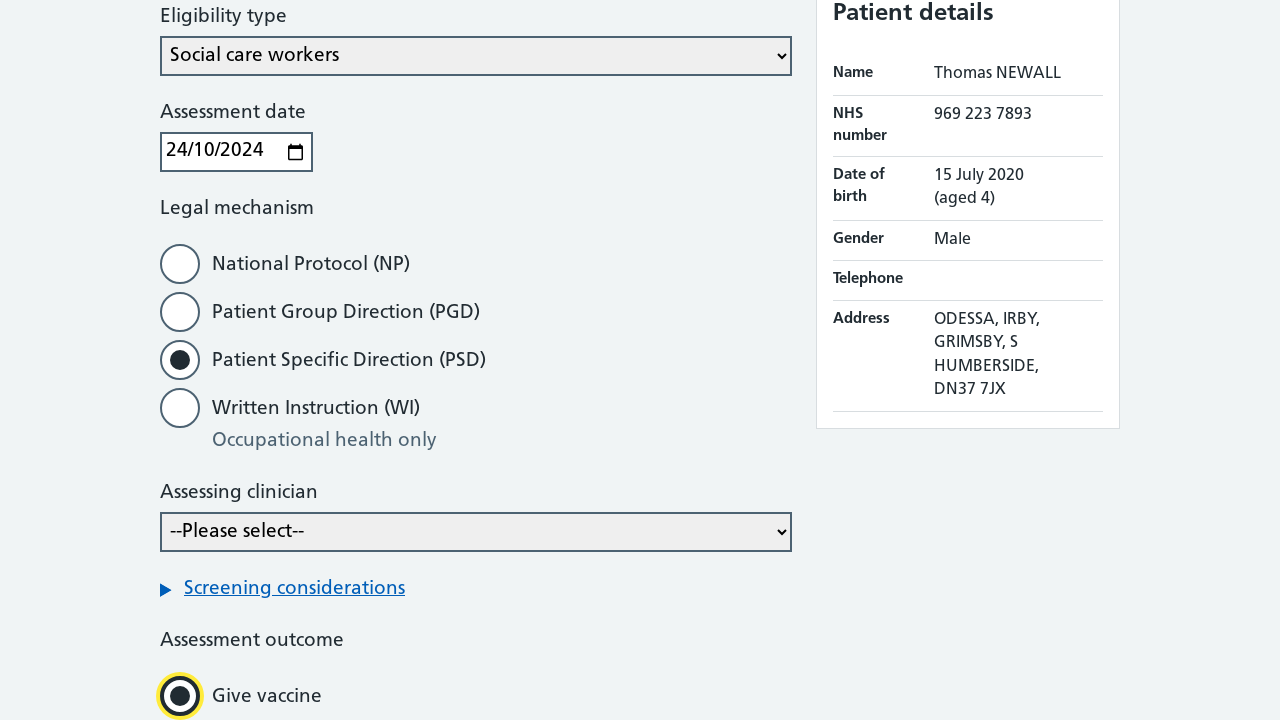 Eligibility type
Social care workers
Assessment date
24/10/2024
Legal mechanism
National Protocol (NP)
Patient Group Direction (PGD)
Patient Specific Direction (PSD)
Written Instruction (WI)
Occupational health only
Assessing clinician
--Please select--
Screening considerations
Assessment outcome
Give vaccine
Patient details
Name Thomas NEWALL
NHS number 969 223 7893
Date of birth 15 July 2020 (aged 4)
Gender Male
Telephone
Address ODESSA, IRBY,
GRIMSBY, S
HUMBERSIDE,
DN37 7JX